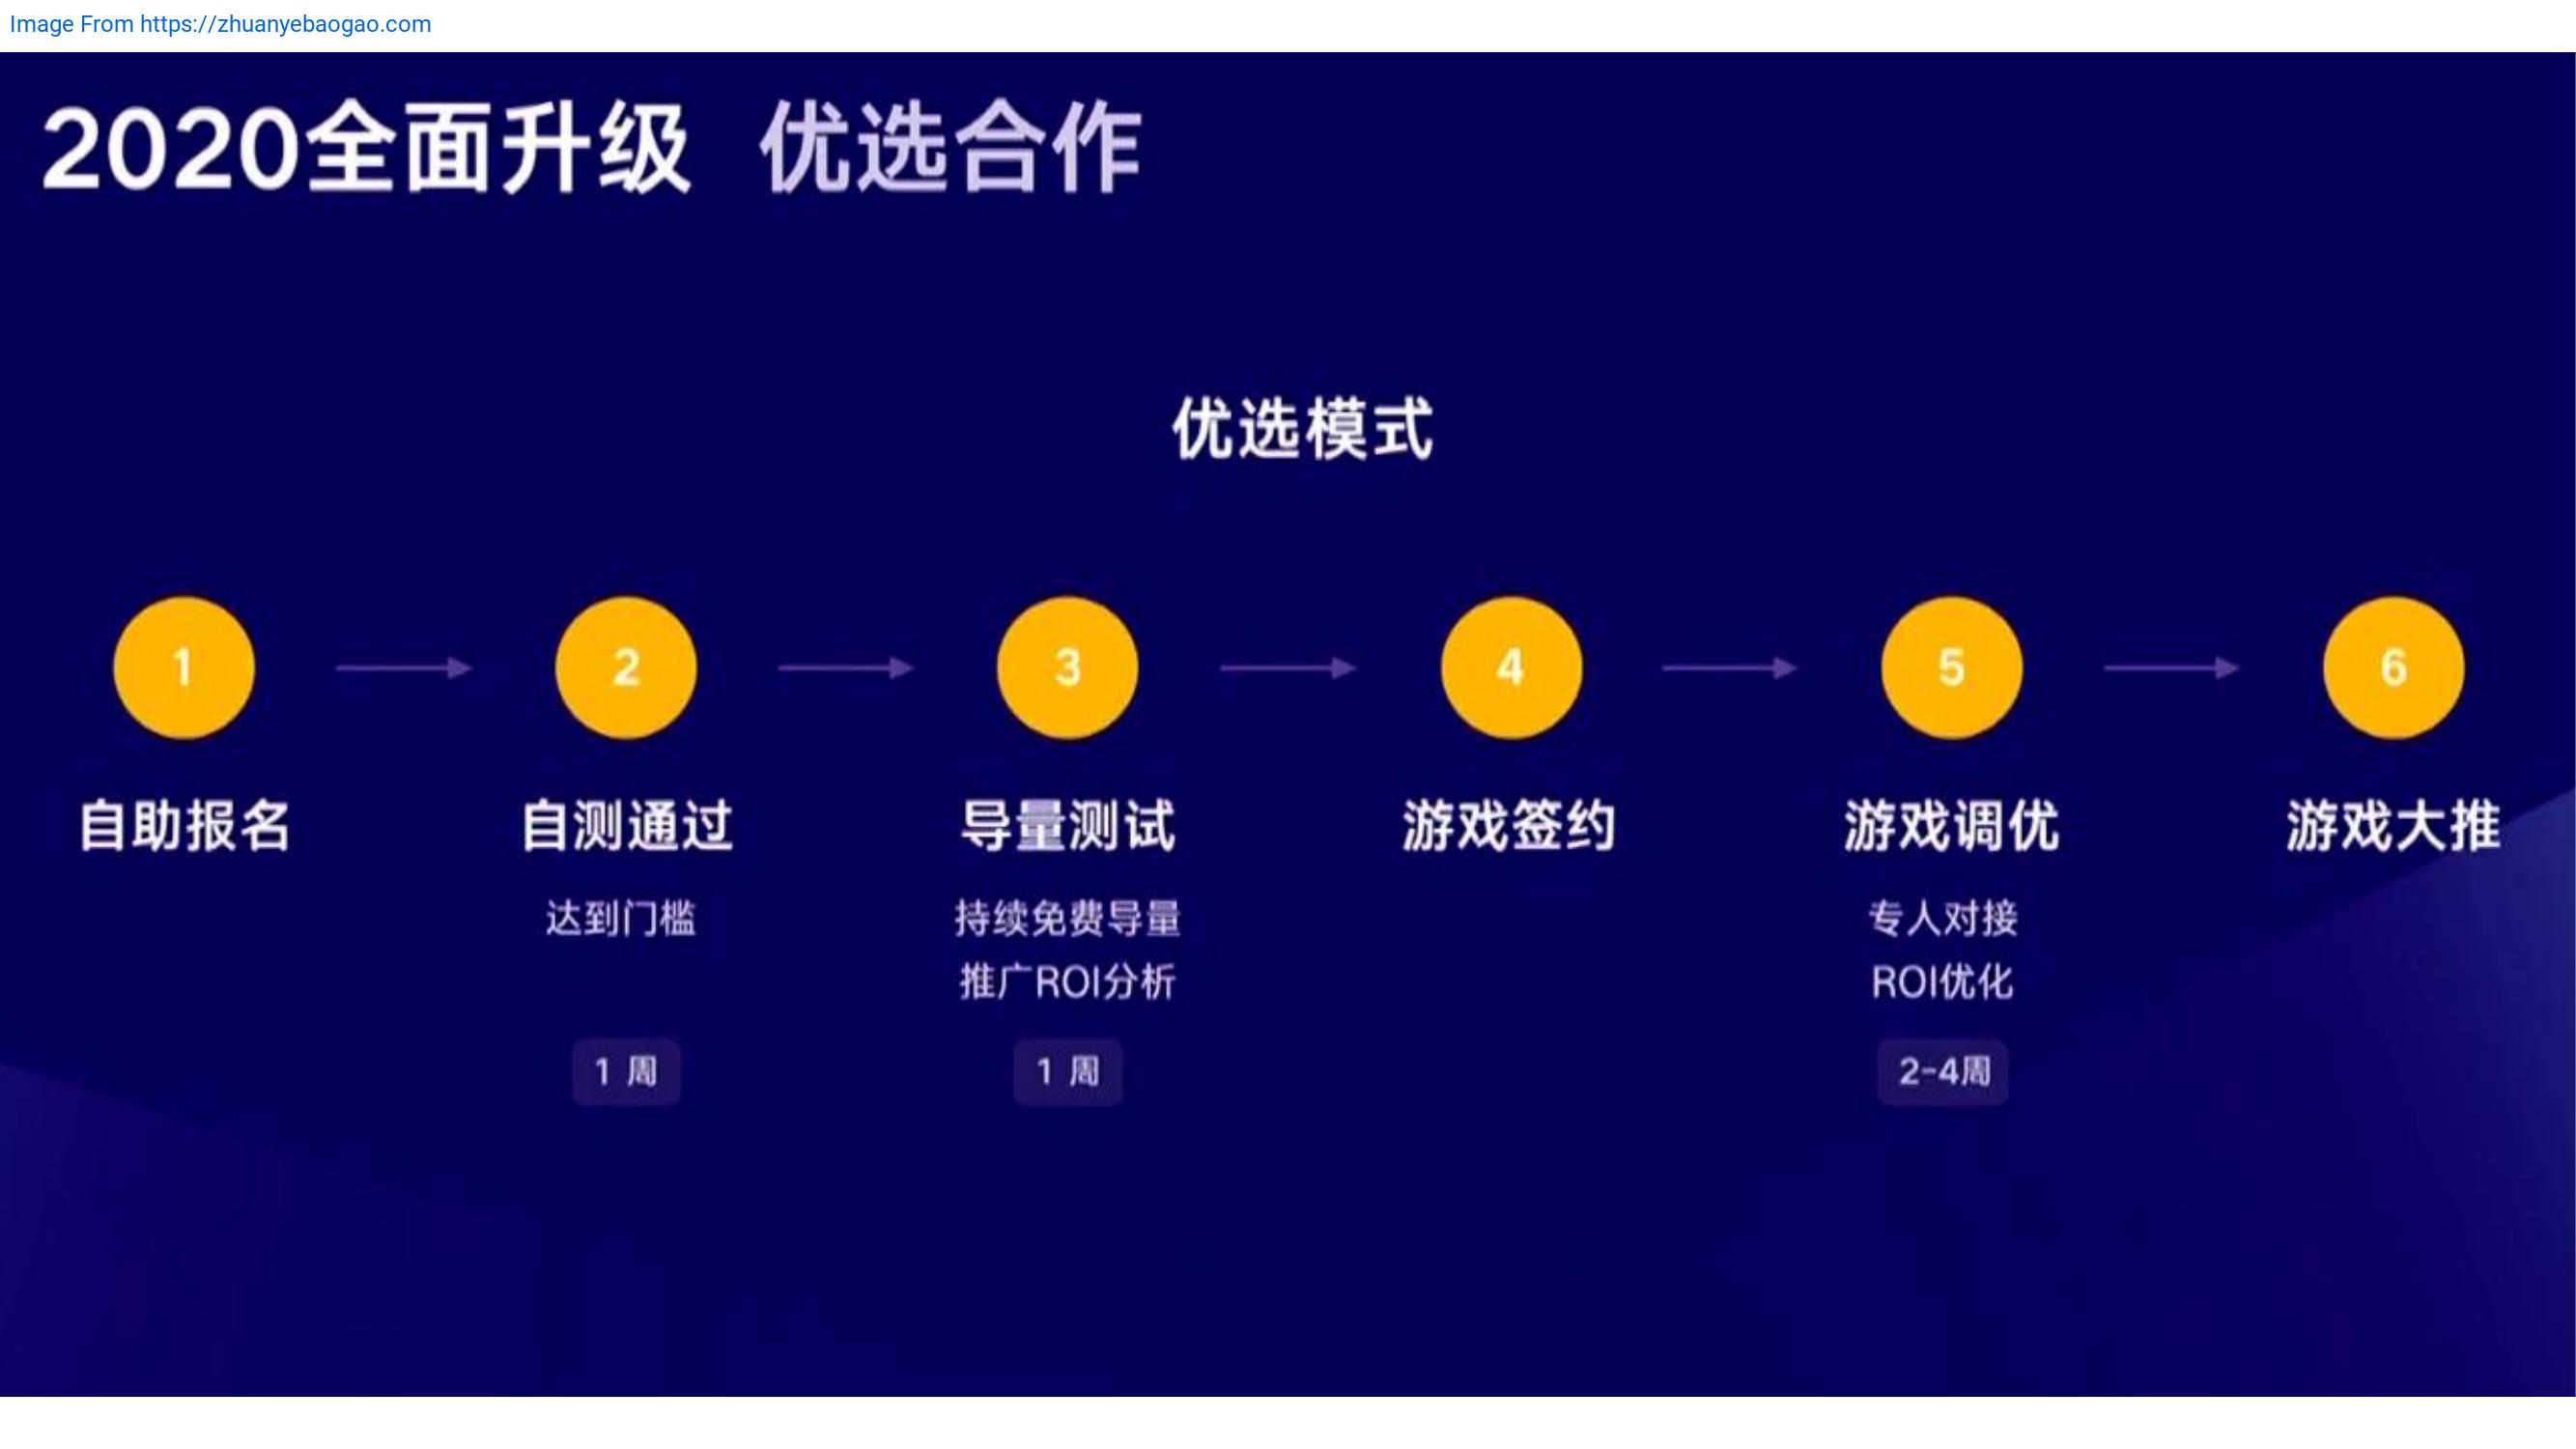 Image From https://zhuanyebaogao.com
2020全面升级 优选合作
优选模式
1
2
3
4
5
6
自助报名
自测通过
导量测试
游戏签约
游戏调优
游戏大推
达到门槛
持续免费导量
推广ROI分析
专人对接
ROI优化
1 周
1 周
2-4周